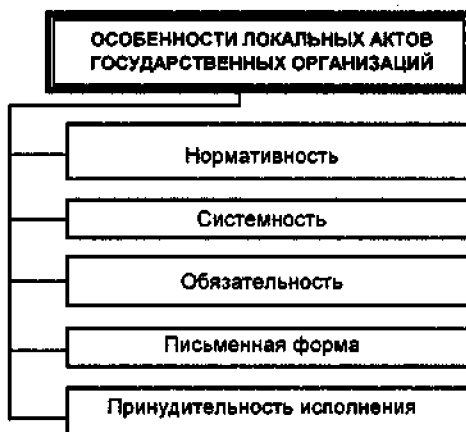 ОСОБЕННОСТИ ЛОКАЛЬНЫХ АКТОВ
ГОСУДАРСТВЕННЫХ ОРГАНИЗАЦИЙ
Нормативность
Системность
Обязательность
Письменная форма
Принудительность исполнения